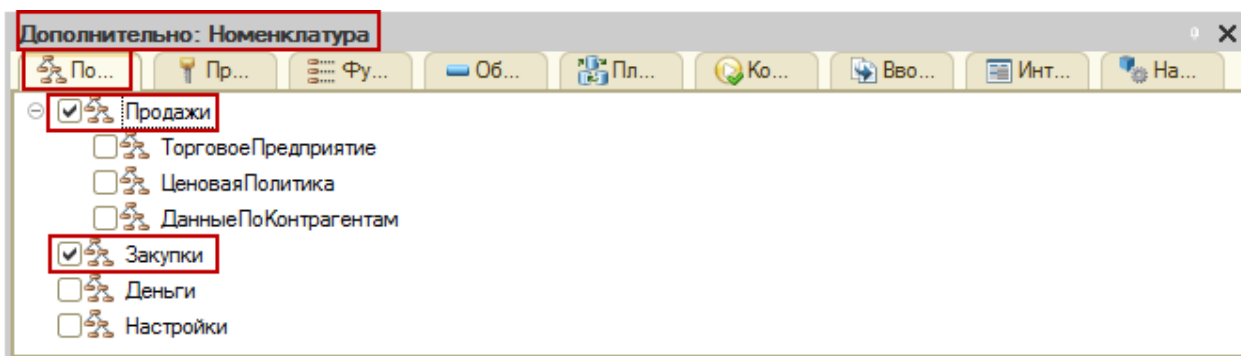 Дополнительно: Номенклатура
По... Пр... Фу... Об... Пл... Ко... Вво... Инт... На...
Продажи
ТорговоеПредприятие
ЦеноваяПолитика
ДанныеПоКонтрагентам
Закупки
Деньги
Настройки